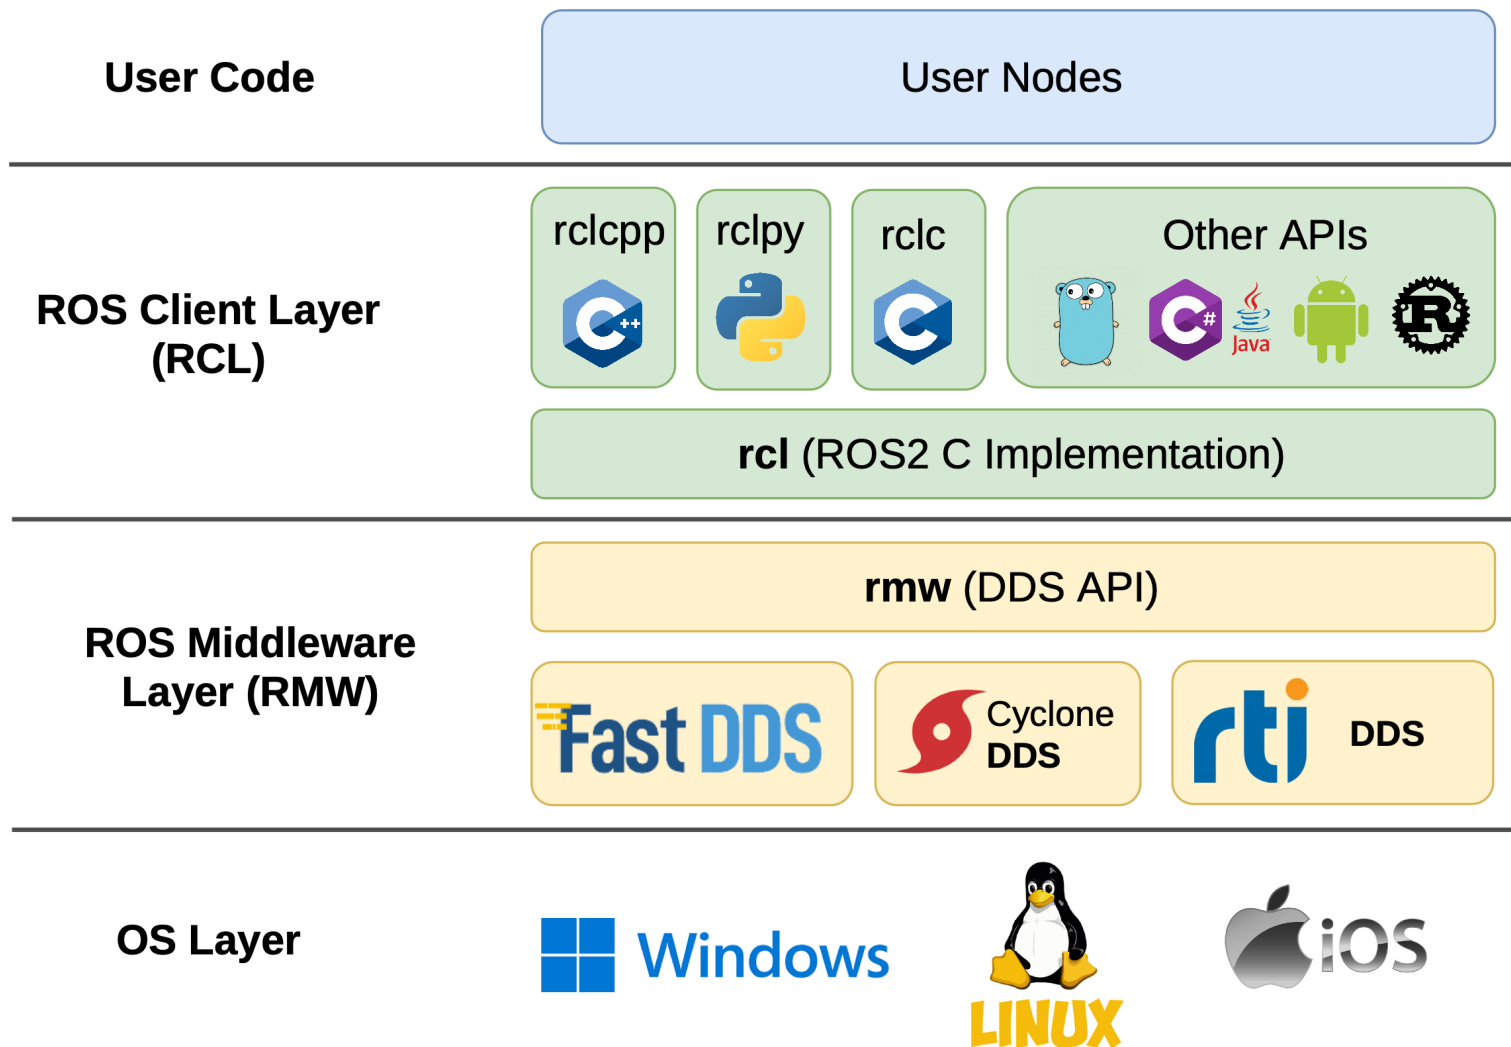 User Code
User Nodes
ROS Client Layer
(RCL)
rclcpp
rclpy
rclc
Other APIs
C++
C
C#
Java
R
rcl (ROS2 C Implementation)
ROS Middleware
Layer (RMW)
rmw (DDS API)
Fast DDS
Cyclone
DDS
rti
DDS
OS Layer
Windows
LINUX
iOS